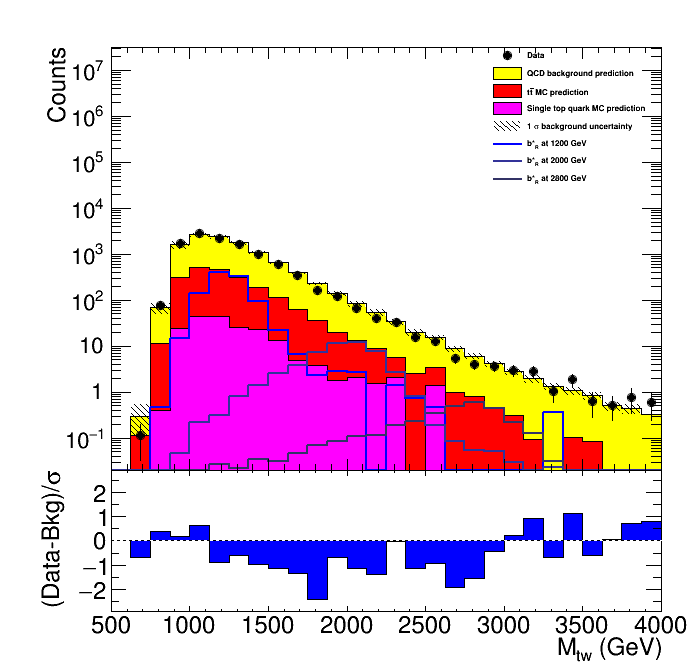 Counts
10^7
10^6
10^5
10^4
10^3
10^2
10
1
10^−1
Data
QCD background prediction
tt̅ MC prediction
Single top quark MC prediction
1 σ background uncertainty
b*_R at 1200 GeV
b*_R at 2000 GeV
b*_R at 2800 GeV
(Data-Bkg)/σ
2
1
0
−1
−2
500 1000 1500 2000 2500 3000 3500 4000
M_tw (GeV)